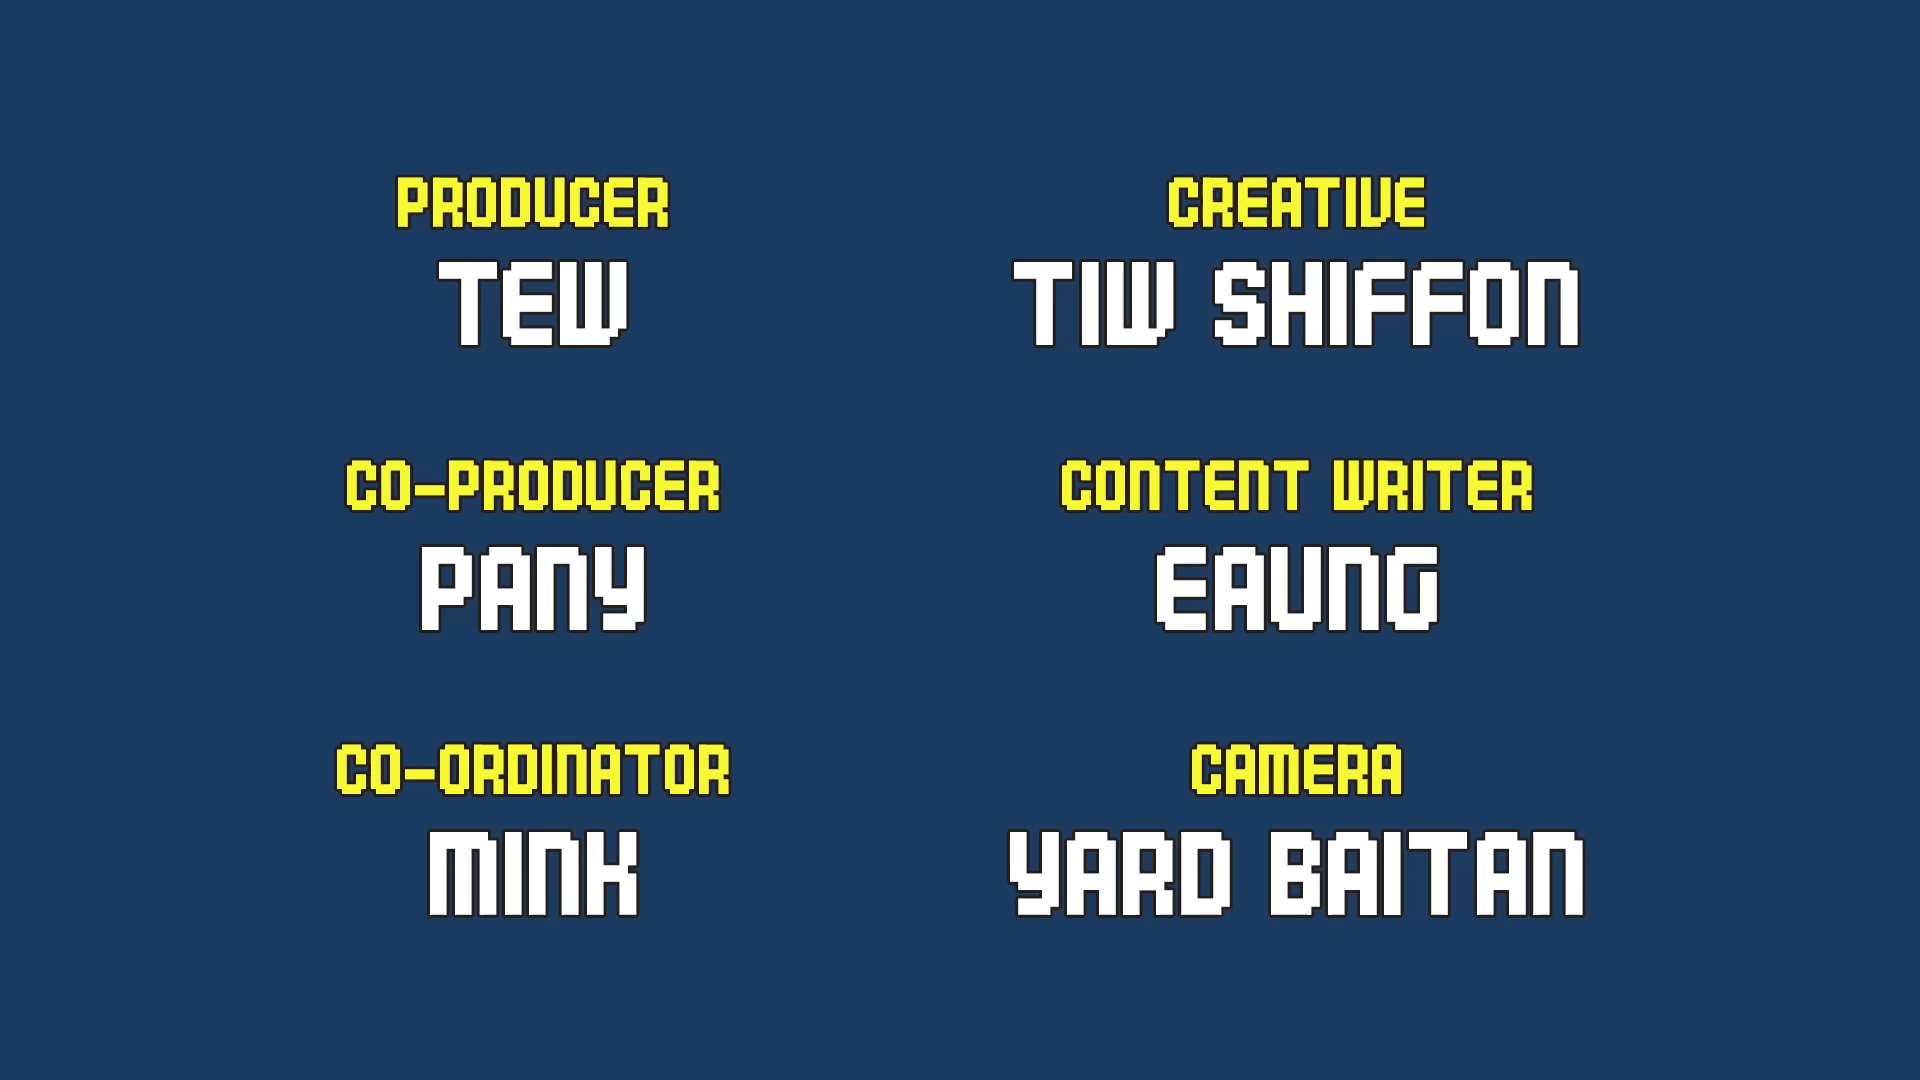 PRODUCER
TEW
CREATIVE
TIW SHIFFON
CO-PRODUCER
PANY
CONTENT WRITER
EAUNG
CO-ORDINATOR
MINK
CAMERA
YARD BAITAN